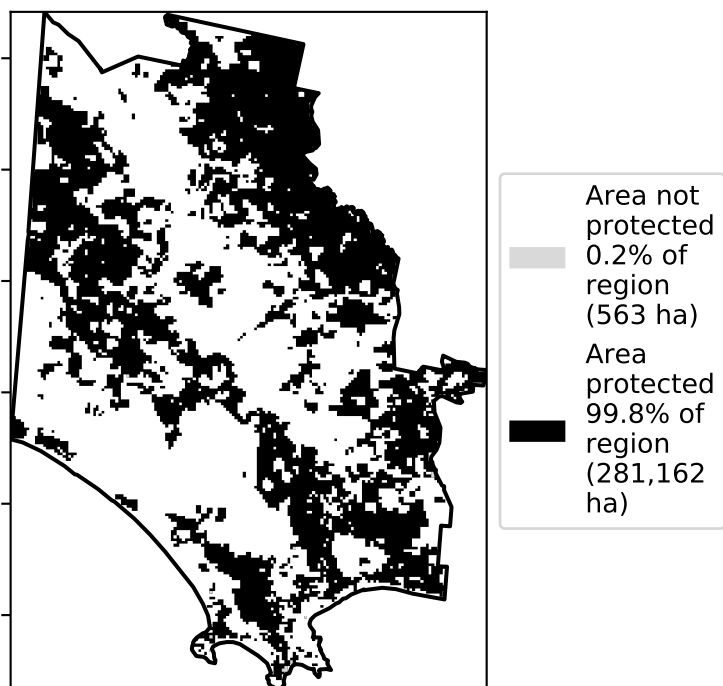 Area not
protected
0.2% of
region
(563 ha)
Area
protected
99.8% of
region
(281,162
ha)